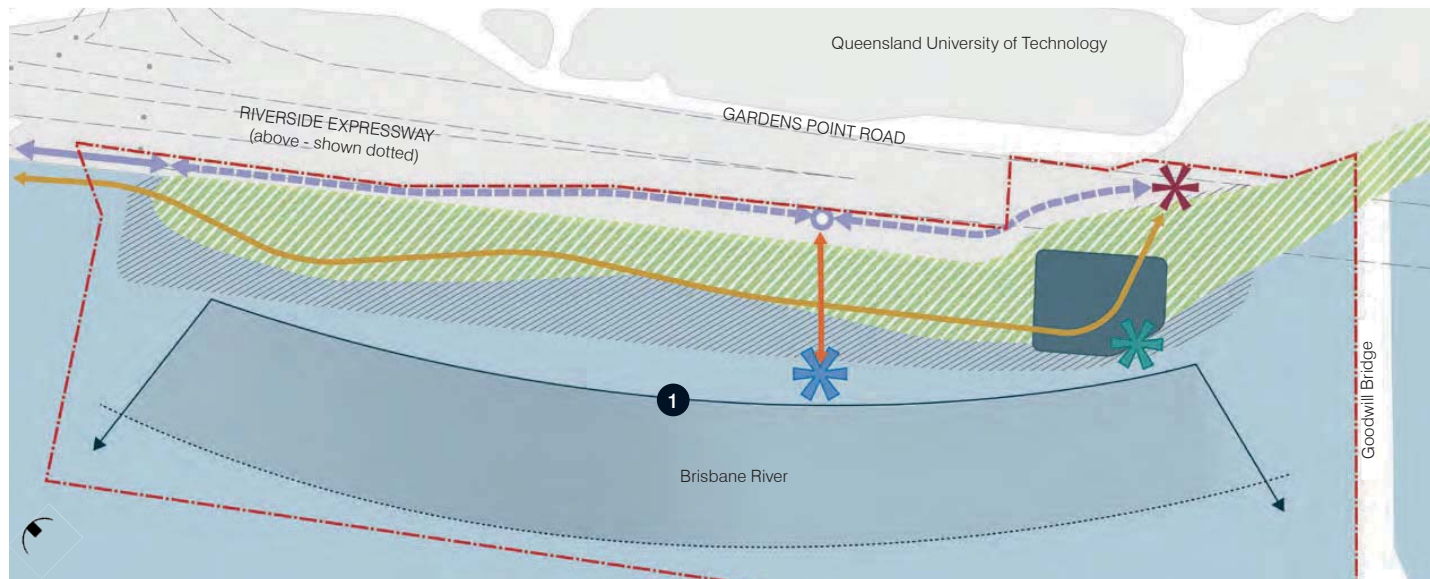 Queensland University of Technology
RIVERSIDE EXPRESSWAY
(above - shown dotted)
GARDENS POINT ROAD
1
Brisbane River
Goodwill Bridge